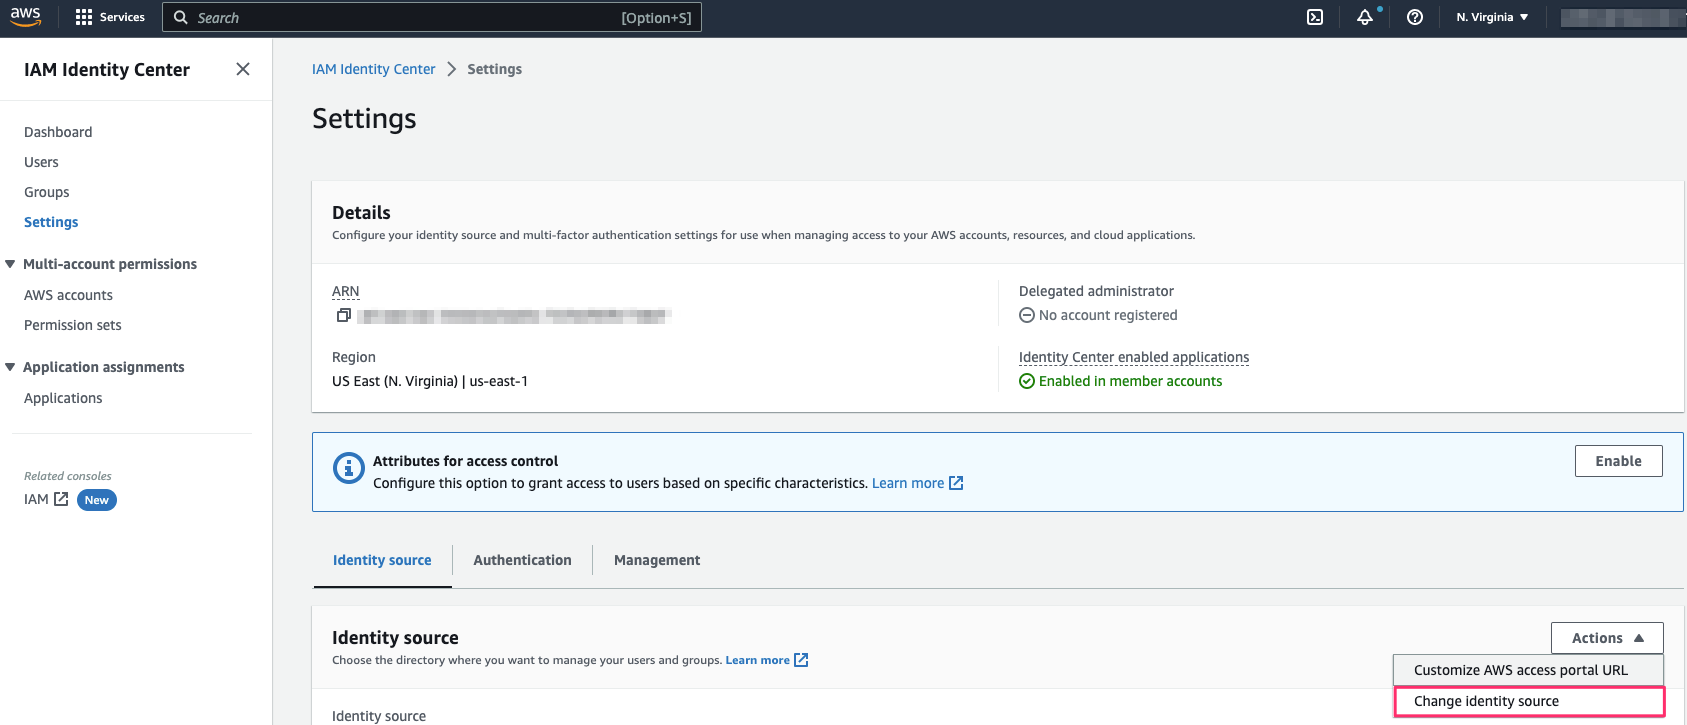 aws Services Search [Option+S] N. Virginia
IAM Identity Center
Dashboard
Users
Groups
Settings
Multi-account permissions
AWS accounts
Permission sets
Application assignments
Applications
Related consoles
IAM New
IAM Identity Center > Settings
Settings
Details
Configure your identity source and multi-factor authentication settings for use when managing access to your AWS accounts, resources, and cloud applications.
ARN
Region
US East (N. Virginia) | us-east-1
Delegated administrator
No account registered
Identity Center enabled applications
Enabled in member accounts
Attributes for access control
Configure this option to grant access to users based on specific characteristics. Learn more
Enable
Identity source Authentication Management
Identity source
Choose the directory where you want to manage your users and groups. Learn more
Actions
Customize AWS access portal URL
Change identity source
Identity source